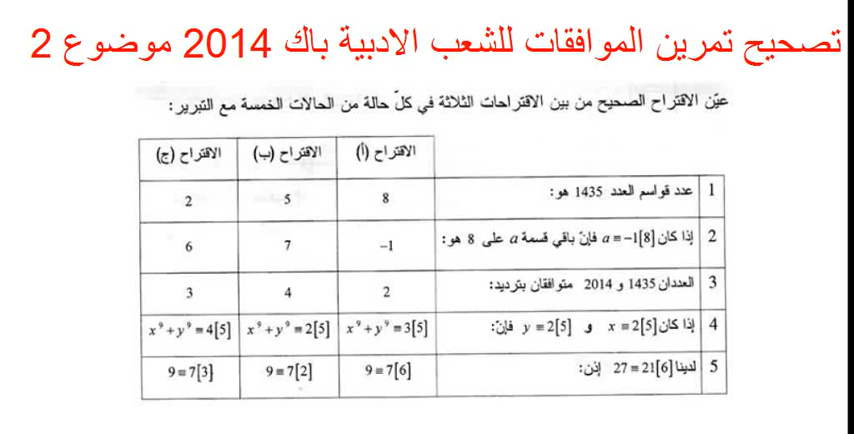 تصحيح تمرين الموافقات للشعب الادبية باك 2014 موضوع 2
عيّن الاقتراح الصحيح من بين الاقتراحات الثلاثة في كلّ حالة من الحالات الخمسة مع التبرير:
الاقتراح (أ) الاقتراح (ب) الاقتراح (ج)
1 عدد قواسم العدد 1435 هو: 8 5 2
2 إذا كان a ≡ −1[8] فإنّ باقي قسمة a على 8 هو: −1 7 6
3 العددان 1435 و 2014 متوافقان بترديد: 2 4 3
4 إذا كان x ≡ 2[5] و y ≡ 2[5] فإنّ: x⁹ + y⁹ ≡ 3[5] x⁹ + y⁹ ≡ 2[5] x⁹ + y⁹ ≡ 4[5]
5 لدينا 27 ≡ 21[6] إذن: 9 ≡ 7[6] 9 ≡ 7[2] 9 ≡ 7[3]